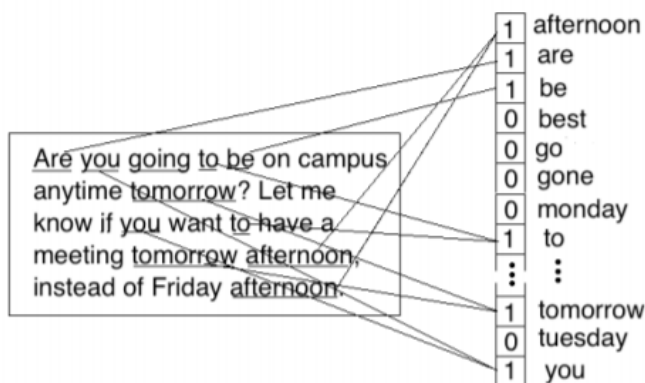 Are you going to be on campus
anytime tomorrow? Let me
know if you want to have a
meeting tomorrow afternoon,
instead of Friday afternoon.
1 afternoon
1 are
1 be
0 best
0 go
0 gone
0 monday
1 to
⋮ ⋮
1 tomorrow
0 tuesday
1 you